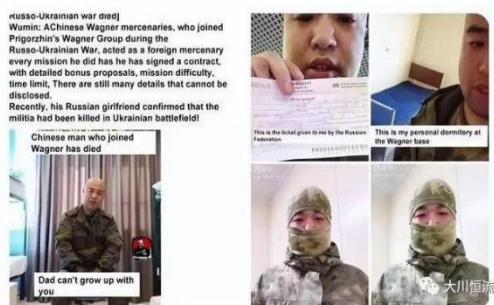 Russo-Ukrainian war died]
Wumin: AChinese Wagner mercenaries, who joined
Prigorzhin's Wagner Group during the
Russo-Ukrainian War, acted as a foreign mercenary
every mission he did has he has signed a contract,
with detailed bonus proposals, mission difficulty,
time limit, There are still many details that cannot be
disclosed.
Recently, his Russian girlfriend confirmed that the
militia had been killed in Ukrainian battlefield!
Chinese man who joined
Wagner has died
Dad can't grow up with
you
This is the ticket given to me by the Russian
Federation
This is my personal dormitory
at the Wagner base
大川恒流